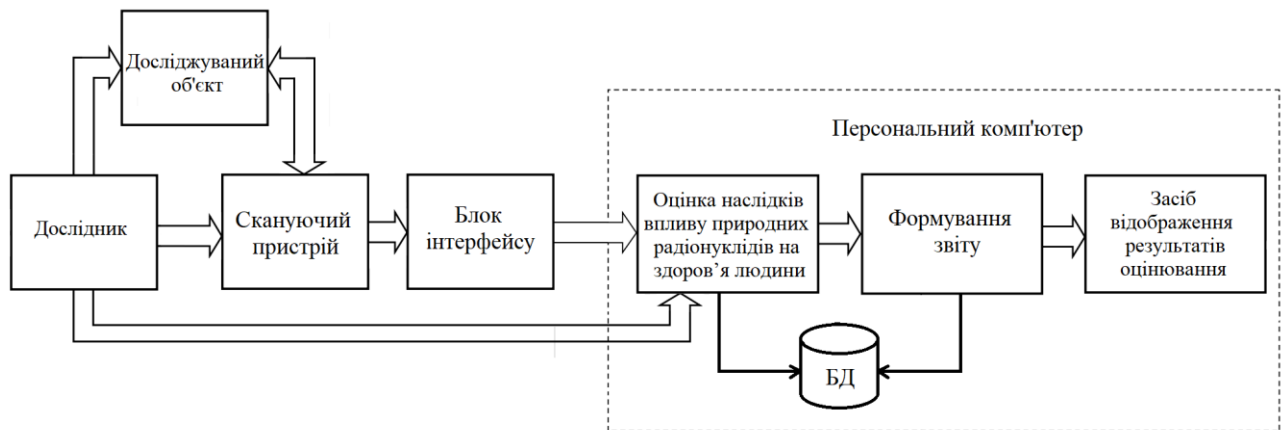 Досліджуваний
об'єкт
Персональний комп'ютер
Дослідник
Скануючий
пристрій
Блок
інтерфейсу
Оцінка наслідків
впливу природних
радіонуклідів на
здоров’я людини
Формування
звіту
Засіб
відображення
результатів
оцінювання
БД